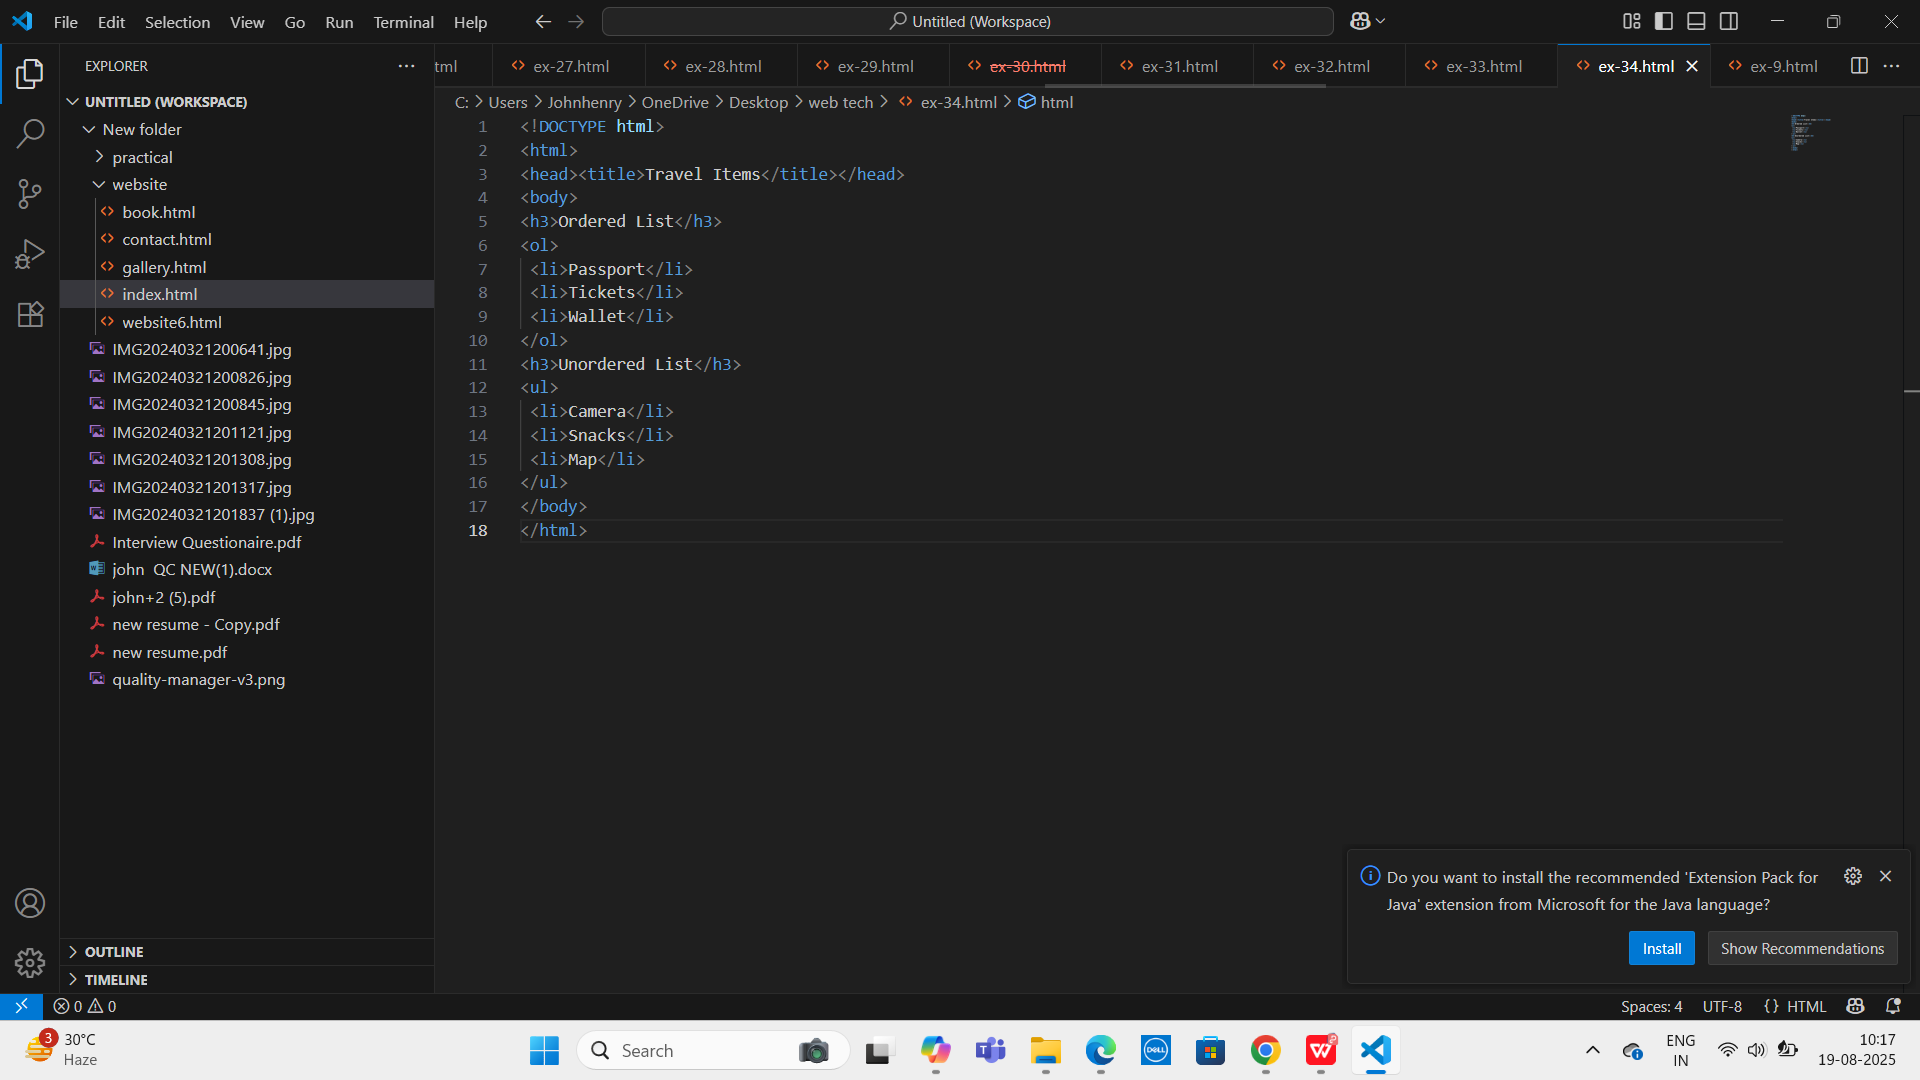 File Edit Selection View Go Run Terminal Help
Untitled (Workspace)
EXPLORER
UNTITLED (WORKSPACE)
New folder
practical
website
book.html
contact.html
gallery.html
index.html
website6.html
IMG20240321200641.jpg
IMG20240321200826.jpg
IMG20240321200845.jpg
IMG20240321201121.jpg
IMG20240321201308.jpg
IMG20240321201317.jpg
IMG20240321201837 (1).jpg
Interview Questionaire.pdf
john  QC NEW(1).docx
john+2 (5).pdf
new resume - Copy.pdf
new resume.pdf
quality-manager-v3.png
OUTLINE
TIMELINE
tml ex-27.html ex-28.html ex-29.html ex-30.html ex-31.html ex-32.html ex-33.html ex-34.html ex-9.html
C: > Users > Johnhenry > OneDrive > Desktop > web tech > ex-34.html > html
1 <!DOCTYPE html>
2 <html>
3 <head><title>Travel Items</title></head>
4 <body>
5 <h3>Ordered List</h3>
6 <ol>
7  <li>Passport</li>
8  <li>Tickets</li>
9  <li>Wallet</li>
10 </ol>
11 <h3>Unordered List</h3>
12 <ul>
13  <li>Camera</li>
14  <li>Snacks</li>
15  <li>Map</li>
16 </ul>
17 </body>
18 </html>
Do you want to install the recommended 'Extension Pack for
Java' extension from Microsoft for the Java language?
Install Show Recommendations
0 0 Spaces: 4 UTF-8 {} HTML
3 30°C
Haze
Search
DELL
W
ENG
IN
10:17
19-08-2025